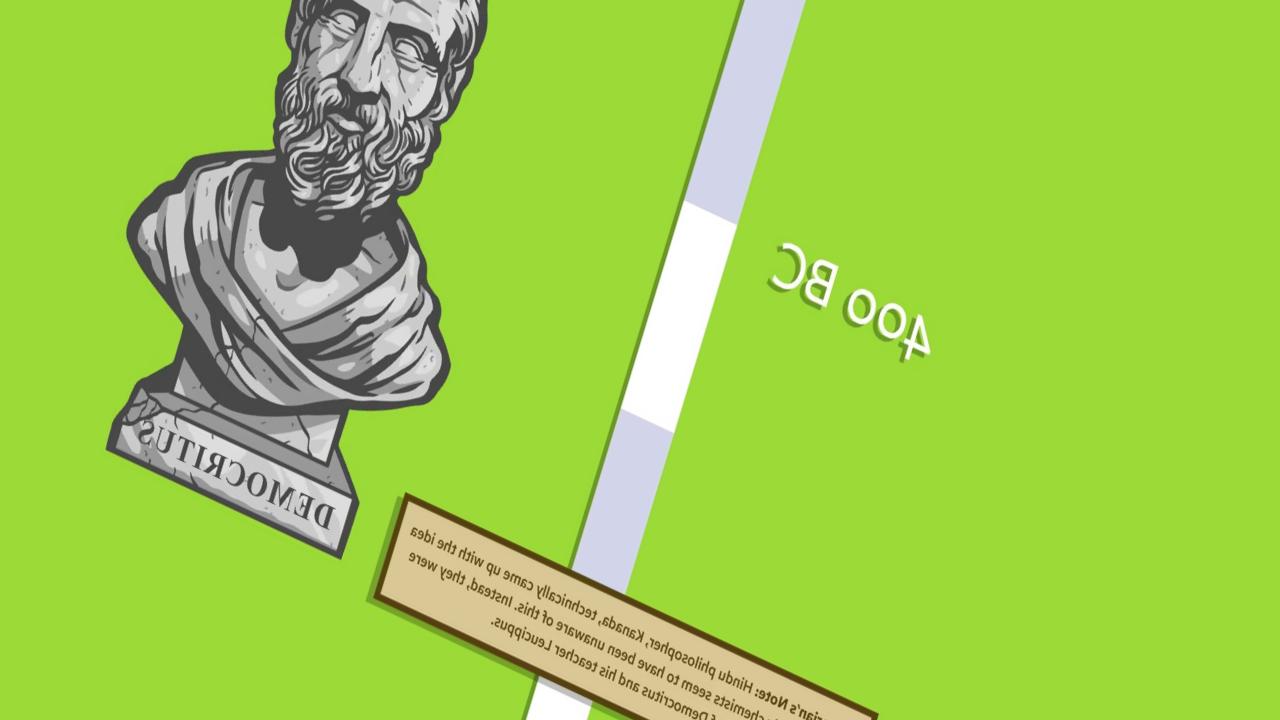 400 BC
DEMOCRITUS
Note: Hindu philosopher, Kanada, technically came up with the idea
seem to have been unaware of this. Instead, they were
Democritus and his teacher Leucippus.